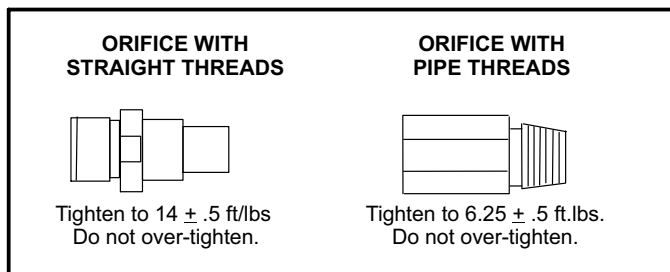 ORIFICE WITH
STRAIGHT THREADS
Tighten to 14 ± .5 ft/lbs
Do not over-tighten.
ORIFICE WITH
PIPE THREADS
Tighten to 6.25 ± .5 ft.lbs.
Do not over-tighten.